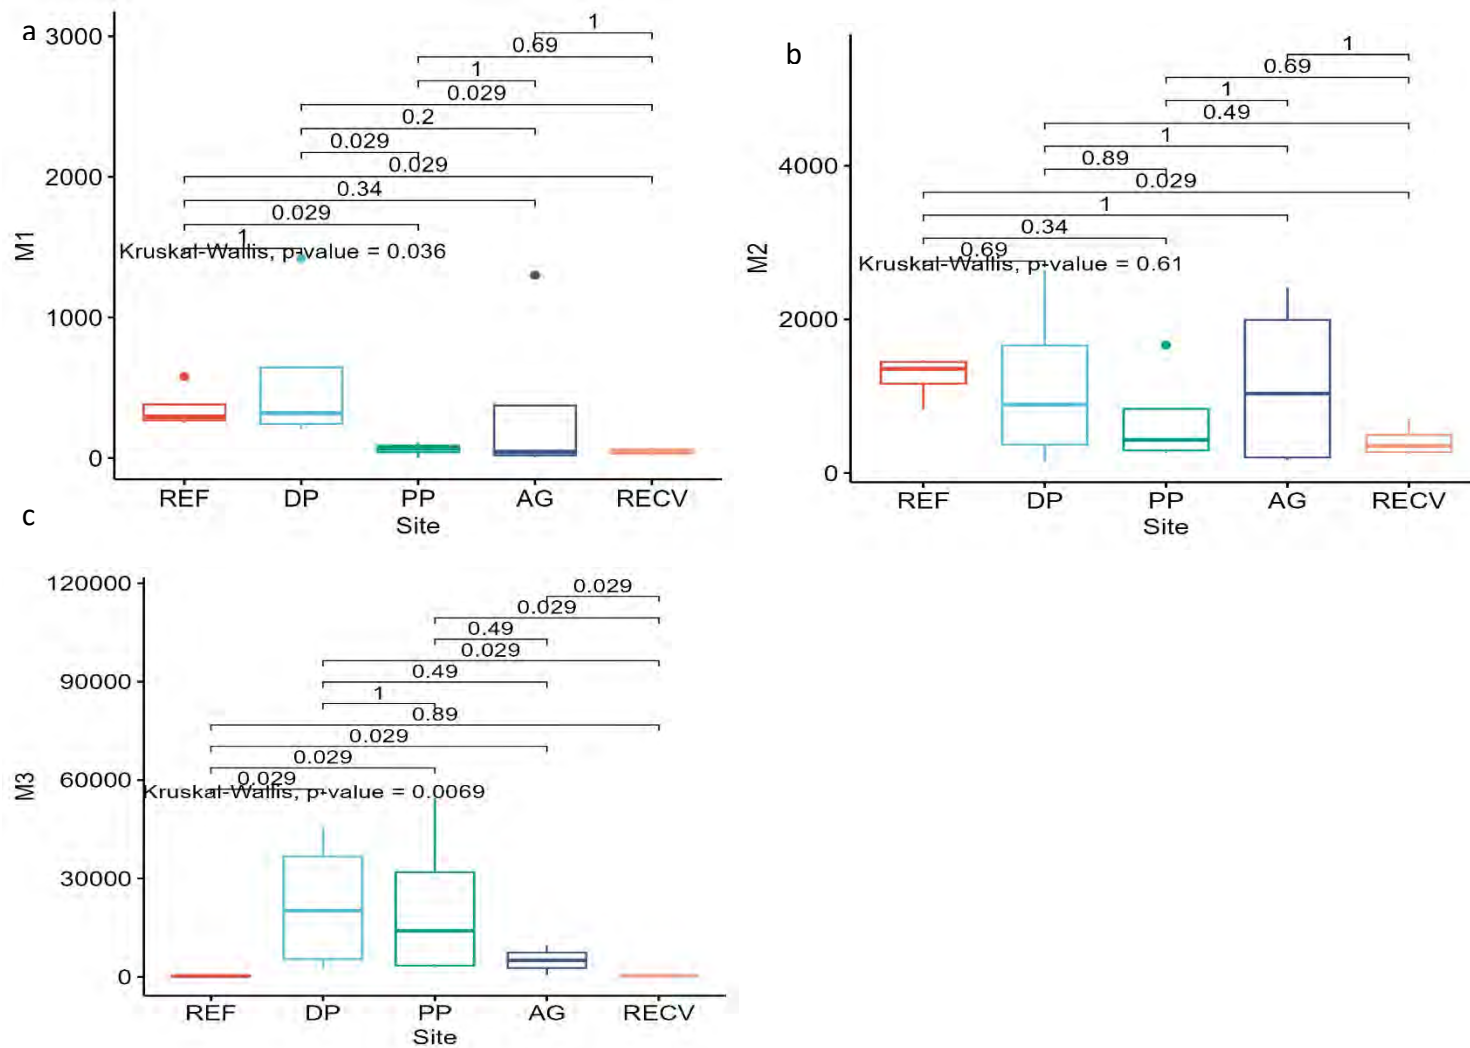 a
3000
1
0.69
1
0.029
0.2
0.029
2000
0.029
0.34
0.029
1
Kruskal-Wallis, p-value = 0.036
M1
1000
0
REF DP PP AG RECV
Site
b
1
0.69
1
0.49
1
4000
0.89
0.029
1
0.34
0.69
Kruskal-Wallis, p-value = 0.61
M2
2000
0
REF DP PP AG RECV
Site
c
120000
0.029
0.029
0.49
0.029
0.49
90000
1
0.89
0.029
0.029
0.029
60000
Kruskal-Wallis, p-value = 0.0069
M3
30000
0
REF DP PP AG RECV
Site